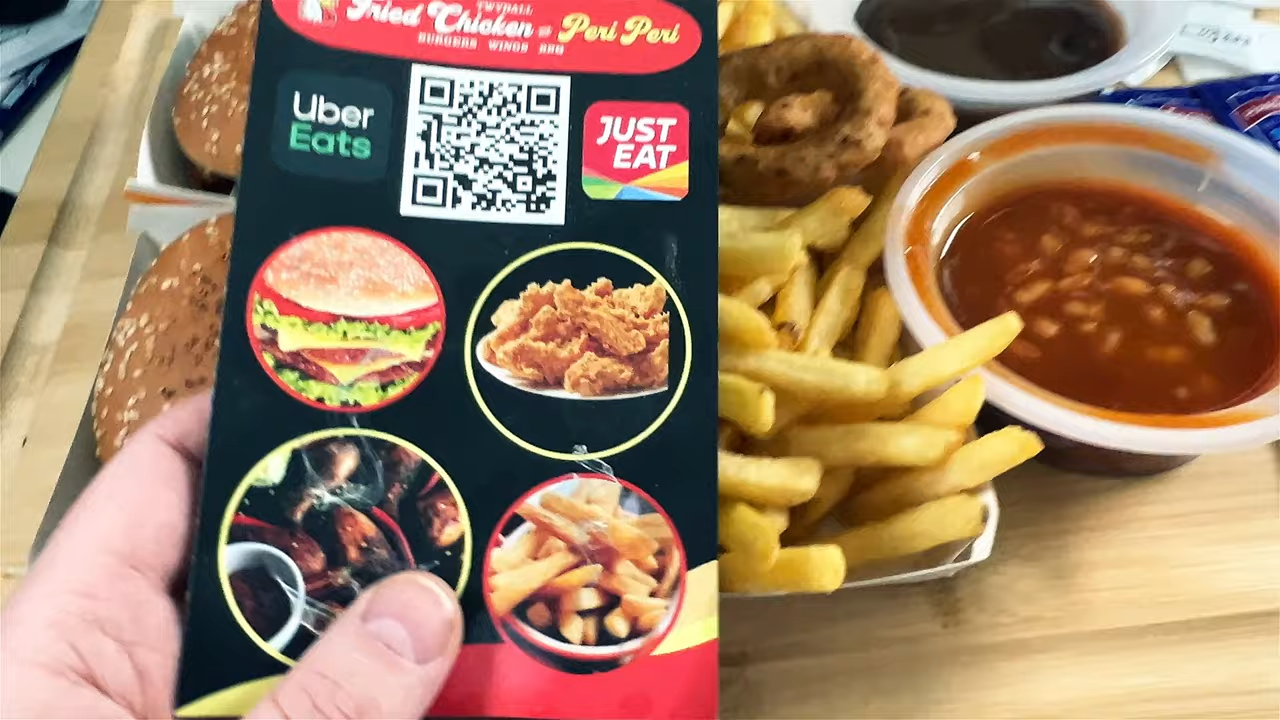 TWYDALL
Fried Chicken & Peri Peri
BURGERS WINGS BBQ
Uber
Eats
JUST
EAT